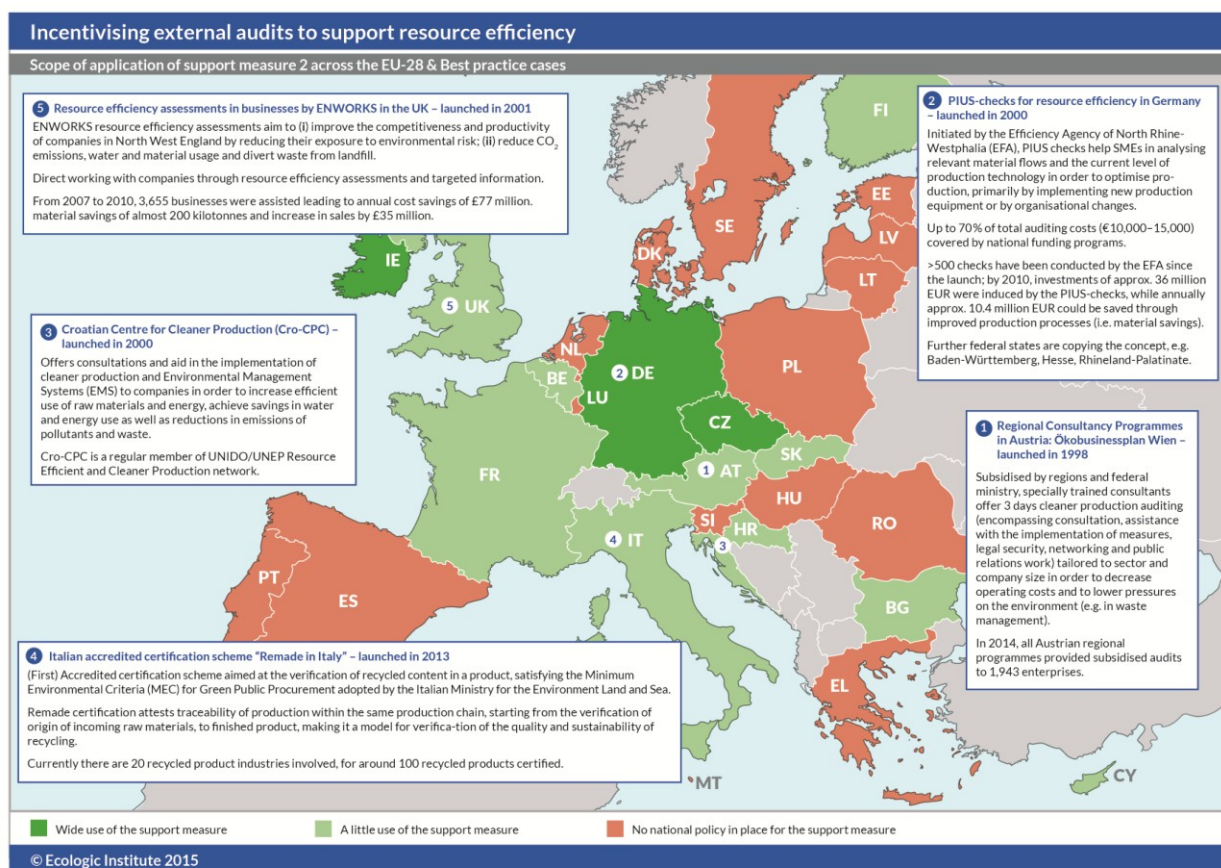 Incentivising external audits to support resource efficiency
Scope of application of support measure 2 across the EU-28 & Best practice cases
5 Resource efficiency assessments in businesses by ENWORKS in the UK – launched in 2001
ENWORKS resource efficiency assessments aim to (i) improve the competitiveness and productivity
of companies in North West England by reducing their exposure to environmental risk; (ii) reduce CO2
emissions, water and material usage and divert waste from landfill.
Direct working with companies through resource efficiency assessments and targeted information.
From 2007 to 2010, 3,655 businesses were assisted leading to annual cost savings of £77 million.
material savings of almost 200 kilotonnes and increase in sales by £35 million.
2 PIUS-checks for resource efficiency in Germany
– launched in 2000
Initiated by the Efficiency Agency of North Rhine-
Westphalia (EFA), PIUS checks help SMEs in analysing
relevant material flows and the current level of
production technology in order to optimise pro-
duction, primarily by implementing new production
equipment or by organisational changes.
Up to 70% of total auditing costs (€10,000–15,000)
covered by national funding programs.
>500 checks have been conducted by the EFA since
the launch; by 2010, investments of approx. 36 million
EUR were induced by the PIUS-checks, while annually
approx. 10.4 million EUR could be saved through
improved production processes (i.e. material savings).
Further federal states are copying the concept, e.g.
Baden-Württemberg, Hesse, Rhineland-Palatinate.
3 Croatian Centre for Cleaner Production (Cro-CPC) –
launched in 2000
Offers consultations and aid in the implementation of
cleaner production and Environmental Management
Systems (EMS) to companies in order to increase efficient
use of raw materials and energy, achieve savings in water
and energy use as well as reductions in emissions of
pollutants and waste.
Cro-CPC is a regular member of UNIDO/UNEP Resource
Efficient and Cleaner Production network.
1 Regional Consultancy Programmes
in Austria: Ökobusinessplan Wien –
launched in 1998
Subsidised by regions and federal
ministry, specially trained consultants
offer 3 days cleaner production auditing
(encompassing consultation, assistance
with the implementation of measures,
legal security, networking and public
relations work) tailored to sector and
company size in order to decrease
operating costs and to lower pressures
on the environment (e.g. in waste
management).
In 2014, all Austrian regional
programmes provided subsidised audits
to 1,943 enterprises.
4 Italian accredited certification scheme "Remade in Italy" – launched in 2013
(First) Accredited certification scheme aimed at the verification of recycled content in a product, satisfying the Minimum
Environmental Criteria (MEC) for Green Public Procurement adopted by the Italian Ministry for the Environment Land and Sea.
Remade certification attests traceability of production within the same production chain, starting from the verification of
origin of incoming raw materials, to finished product, making it a model for verifica-tion of the quality and sustainability of
recycling.
Currently there are 20 recycled product industries involved, for around 100 recycled products certified.
FI
EE
SE
LV
DK
LT
IE
5 UK
NL
BE
2 DE
PL
LU
CZ
SK
FR
1 AT
HU
SI
HR
RO
4 IT
3
PT
ES
BG
EL
MT
CY
Wide use of the support measure
A little use of the support measure
No national policy in place for the support measure
© Ecologic Institute 2015